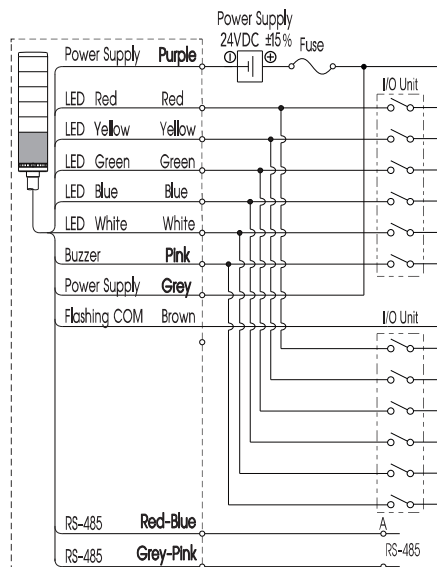 Power Supply
24VDC ±15%
Fuse
Power Supply Purple
I/O Unit
LED Red Red
LED Yellow Yellow
LED Green Green
LED Blue Blue
LED White White
Buzzer Pink
Power Supply Grey
Flashing COM Brown
I/O Unit
RS-485 Red-Blue A
RS-485 Grey-Pink RS-485